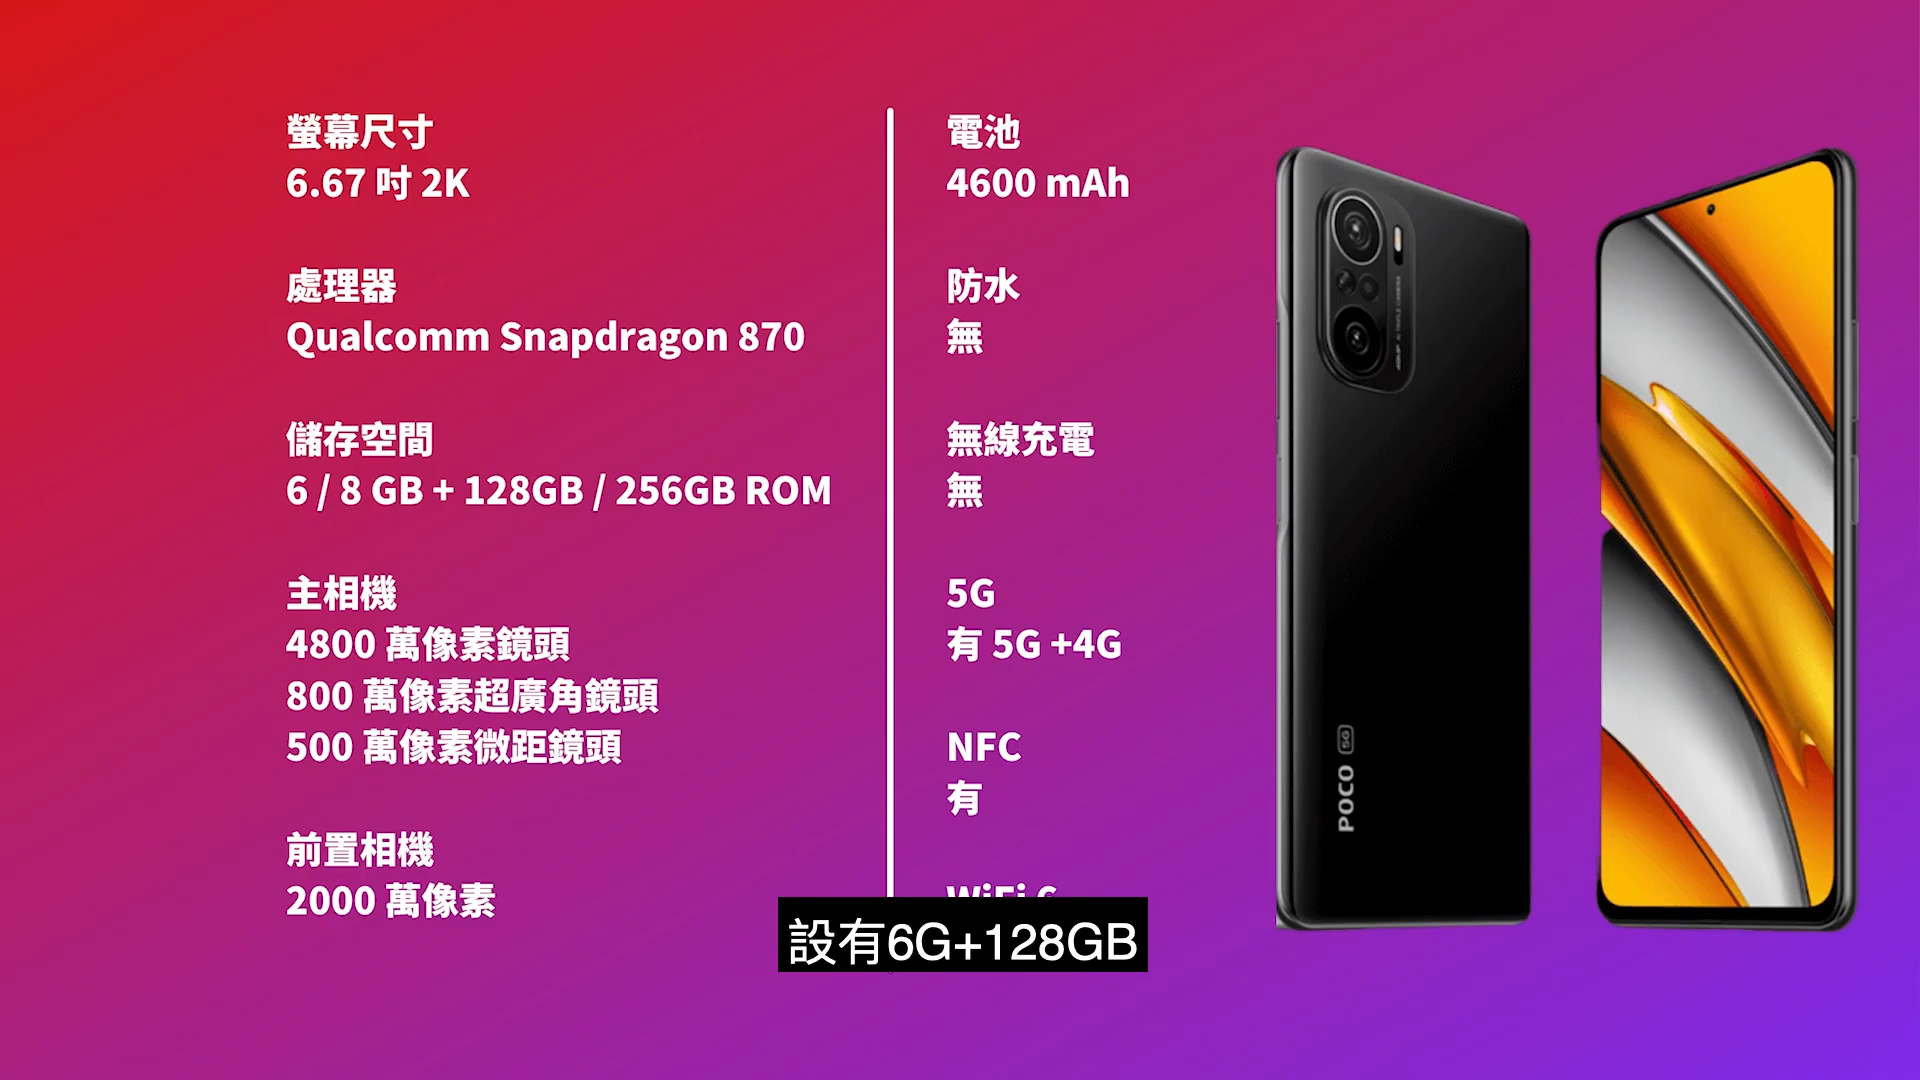 螢幕尺寸
6.67 吋 2K
處理器
Qualcomm Snapdragon 870
儲存空間
6 / 8 GB + 128GB / 256GB ROM
主相機
4800 萬像素鏡頭
800 萬像素超廣角鏡頭
500 萬像素微距鏡頭
前置相機
2000 萬像素
電池
4600 mAh
防水
無
無線充電
無
5G
有 5G +4G
NFC
有
WiFi 6
設有6G+128GB
POCO 5G